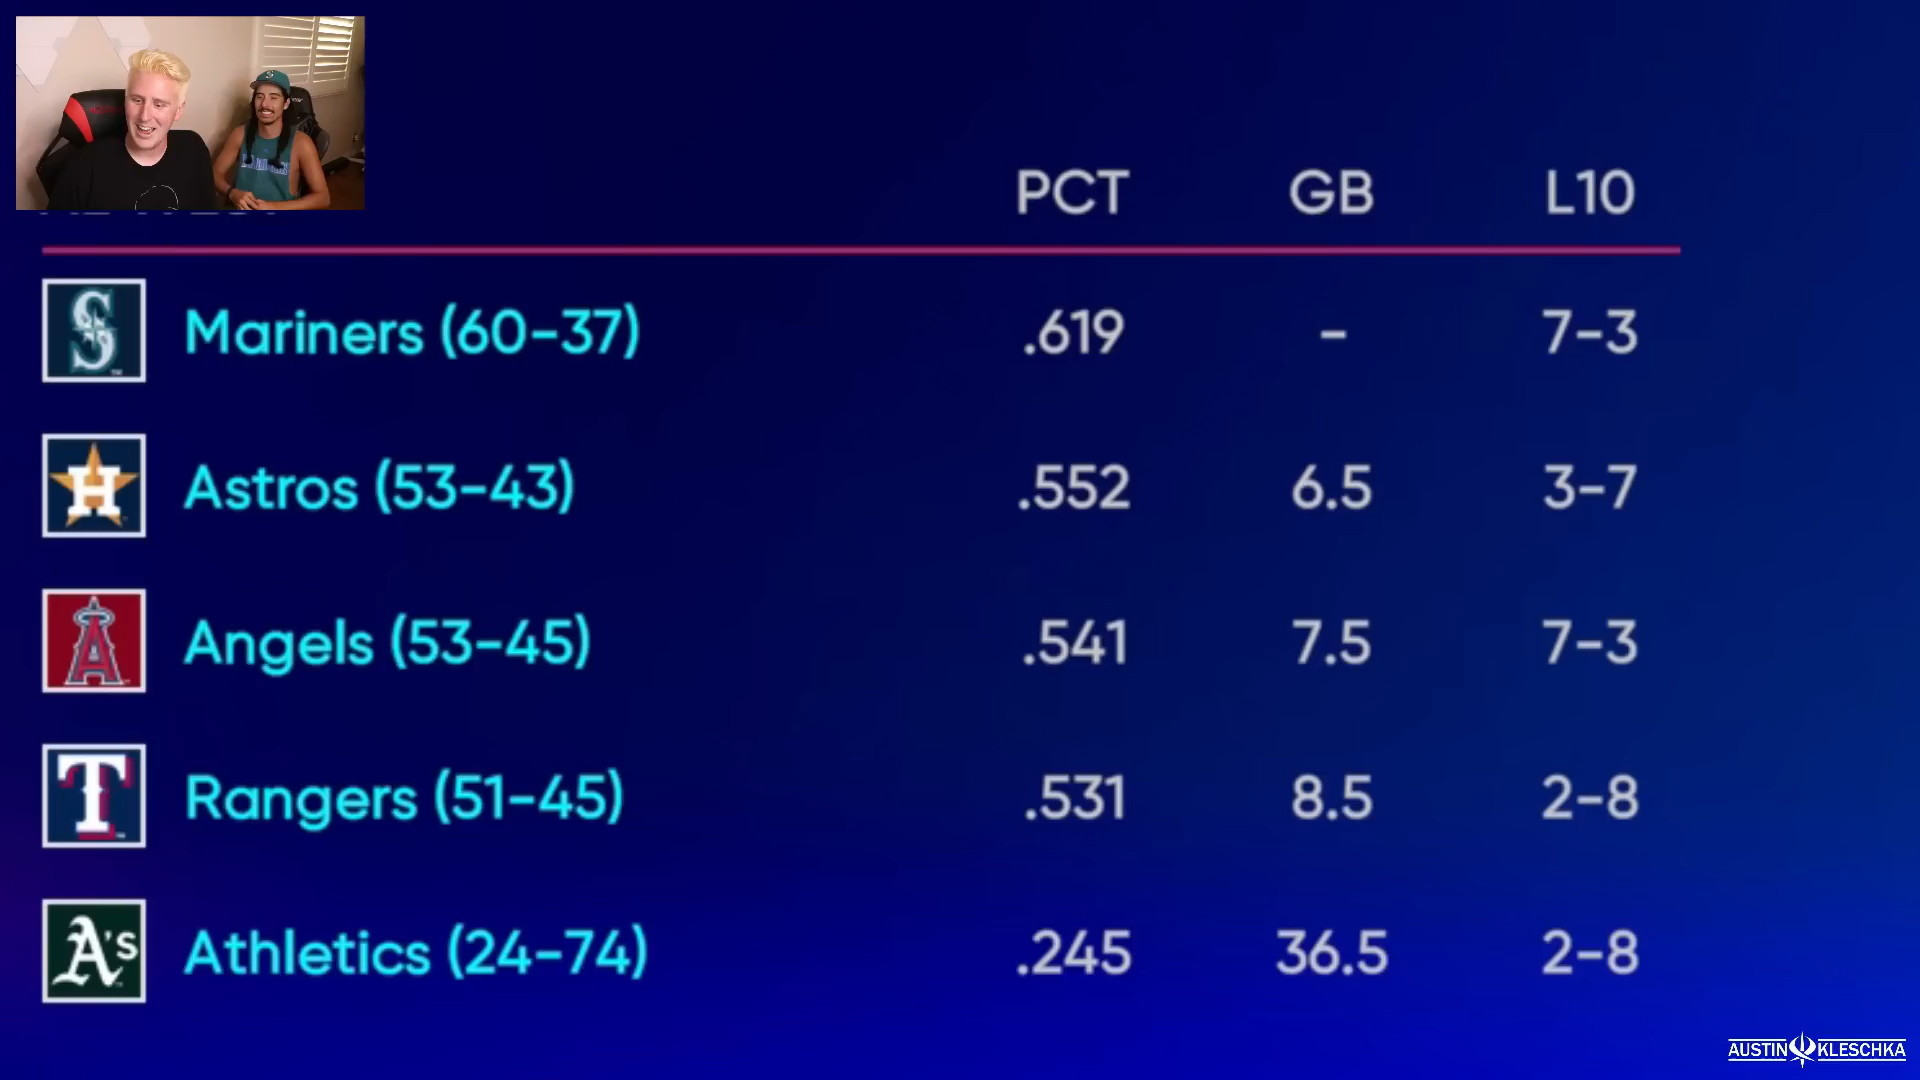 PCT GB L10
Mariners (60-37) .619 - 7-3
Astros (53-43) .552 6.5 3-7
Angels (53-45) .541 7.5 7-3
Rangers (51-45) .531 8.5 2-8
A's Athletics (24-74) .245 36.5 2-8
AUSTIN KLESCHKA